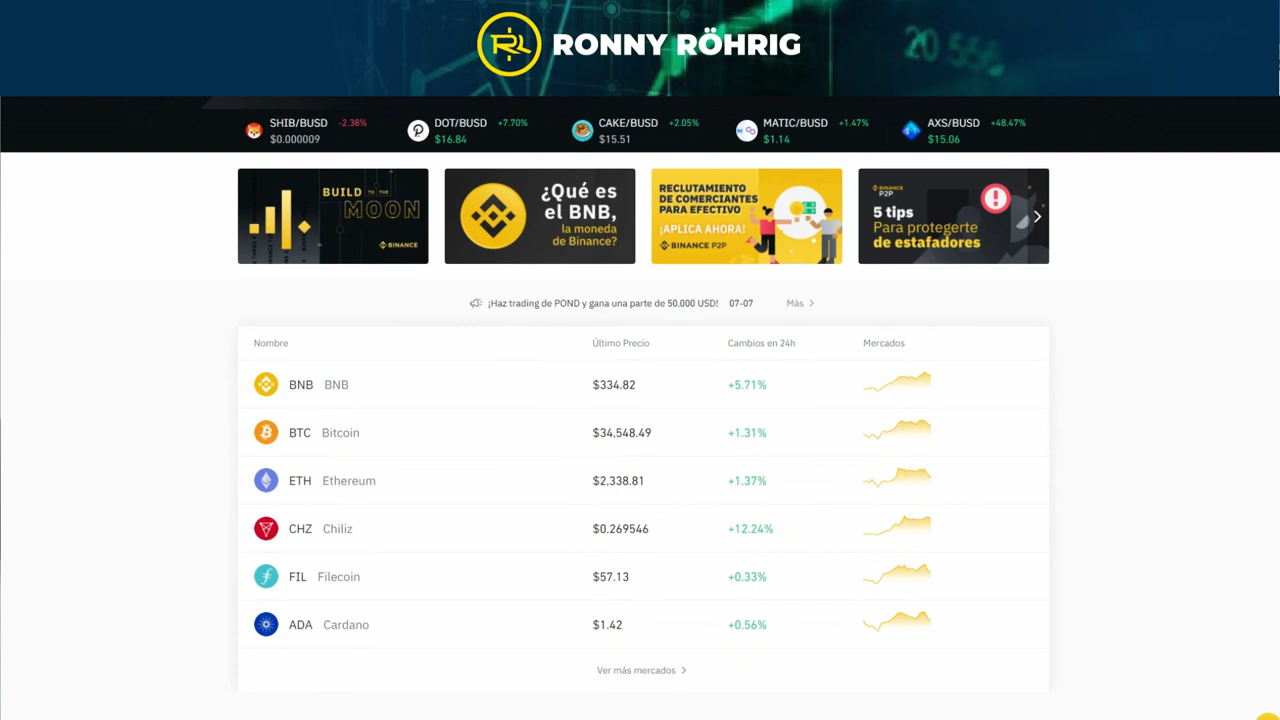 RONNY RÖHRIG
SHIB/BUSD -2.38%
$0.000009
DOT/BUSD +7.70%
$16.84
CAKE/BUSD +2.05%
$15.51
MATIC/BUSD +1.47%
$1.14
AXS/BUSD +48.47%
$15.06
BUILD TO THE
MOON
BINANCE
¿Qué es
el BNB,
la moneda
de Binance?
RECLUTAMIENTO
DE COMERCIANTES
PARA EFECTIVO
¡APLICA AHORA!
BINANCE P2P
BINANCE
P2P
5 tips
Para protegerte
de estafadores
¡Haz trading de POND y gana una parte de 50.000 USD! 07-07 Más
Nombre Último Precio Cambios en 24h Mercados
BNB BNB $334.82 +5.71%
BTC Bitcoin $34,548.49 +1.31%
ETH Ethereum $2,338.81 +1.37%
CHZ Chiliz $0.269546 +12.24%
FIL Filecoin $57.13 +0.33%
ADA Cardano $1.42 +0.56%
Ver más mercados